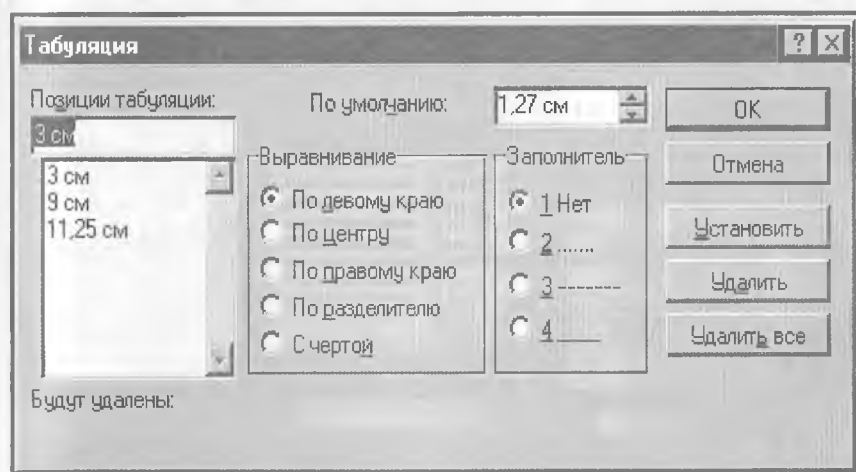 Табуляция
Позиции табуляции:
По умолчанию:
1,27 см
OK
3 см
3 см
9 см
11,25 см
Выравнивание
По левому краю
По центру
По правому краю
По разделителю
С чертой
Заполнитель
1 Нет
2 .......
3 -------
4 ____
Отмена
Установить
Удалить
Удалить все
Будут удалены: